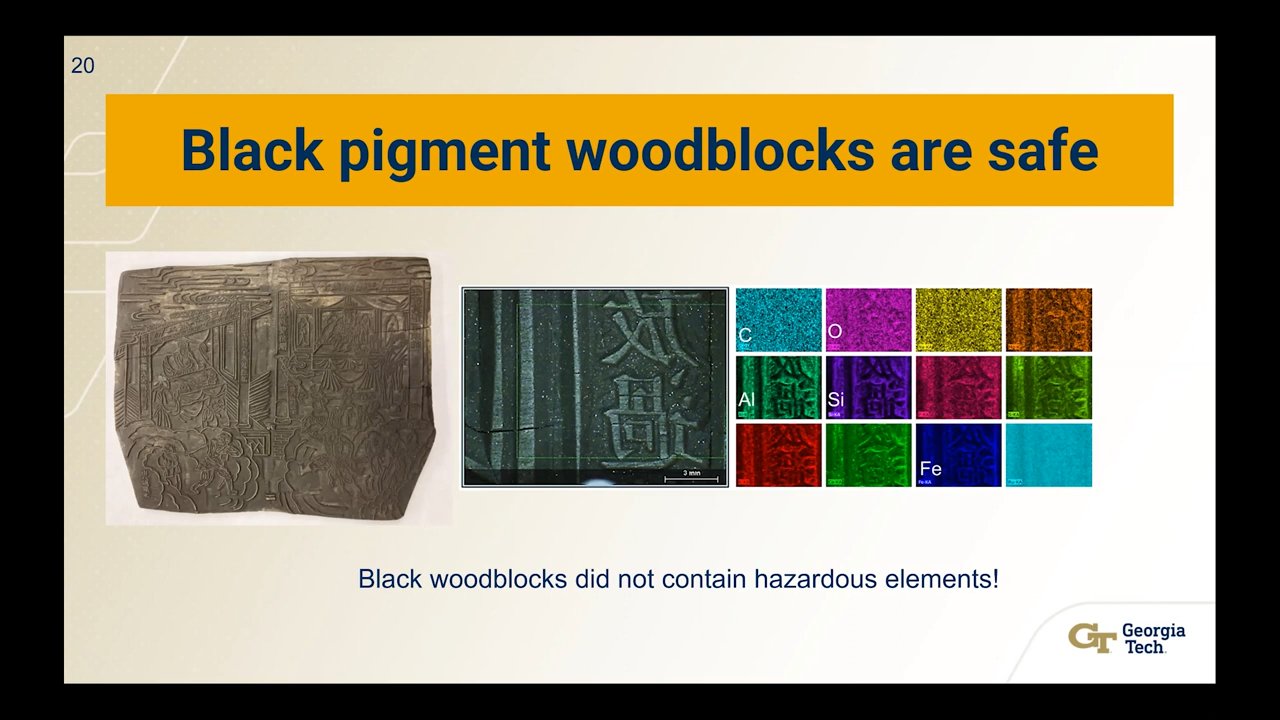 20
Black pigment woodblocks are safe
C
O
Al
Si
Fe
3 mm
Black woodblocks did not contain hazardous elements!
GT Georgia
Tech